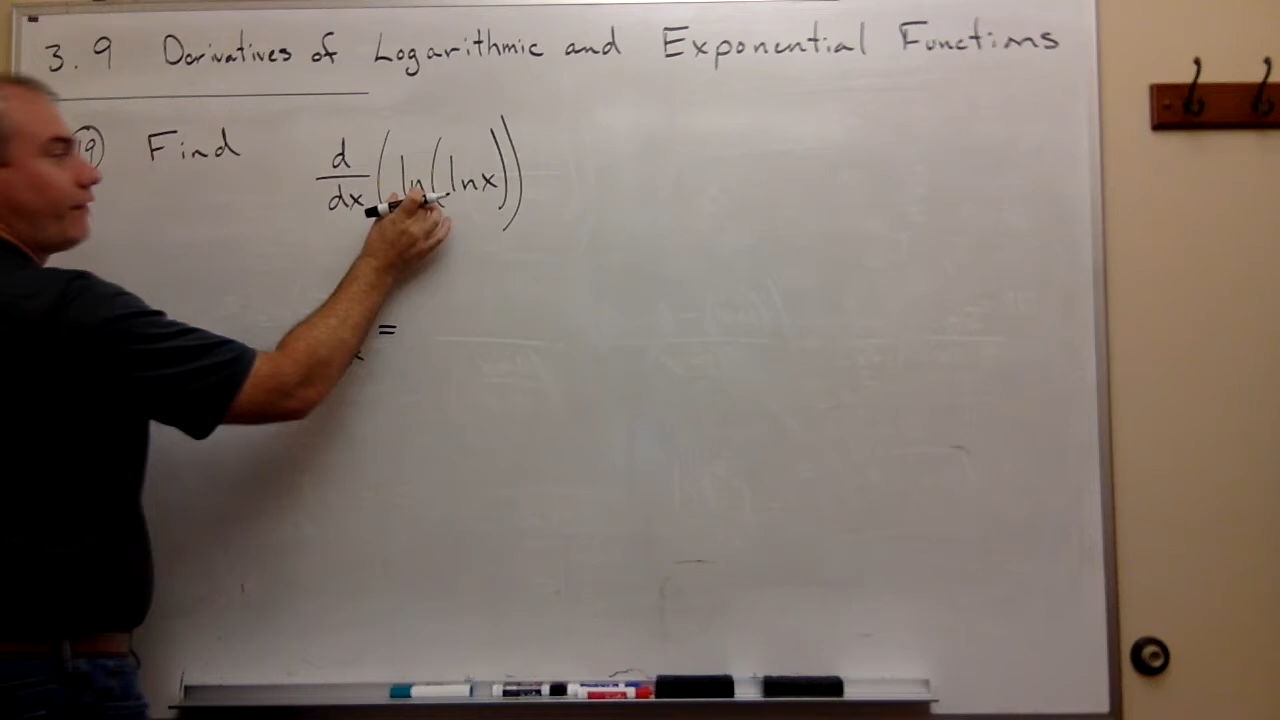 3.9 Derivatives of Logarithmic and Exponential Functions
19) Find d/dx (ln(lnx))
x =